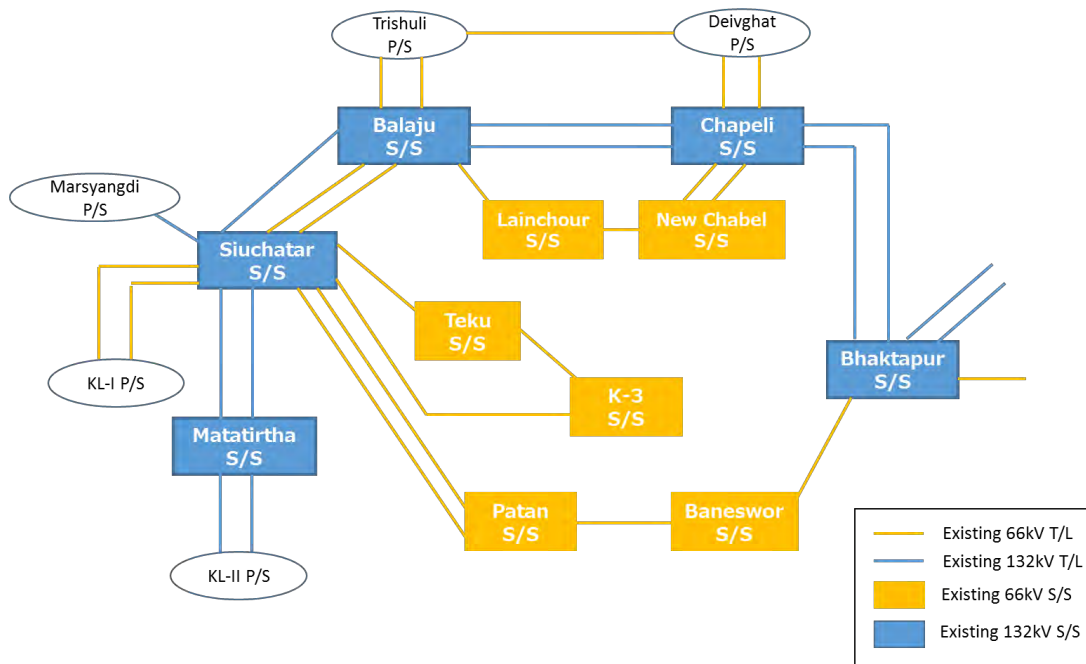 Trishuli
P/S
Deivghat
P/S
Balaju
S/S
Chapeli
S/S
Marsyangdi
P/S
Lainchour
S/S
New Chabel
S/S
Siuchatar
S/S
Teku
S/S
Bhaktapur
S/S
KL-I P/S
K-3
S/S
Matatirtha
S/S
Patan
S/S
Baneswor
S/S
KL-II P/S
Existing 66kV T/L
Existing 132kV T/L
Existing 66kV S/S
Existing 132kV S/S